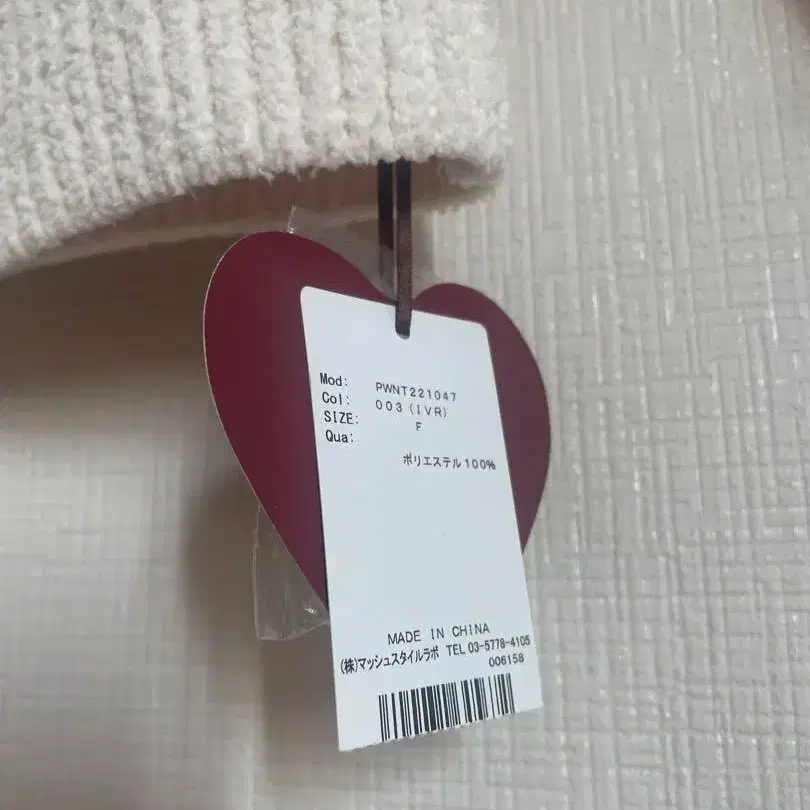 Mod: PWNT221047
Col: 003(IVR)
SIZE: F
Qua:
ポリエステル100%
MADE IN CHINA
(株)マッシュスタイルラボ TEL 03-5778-4105
006158